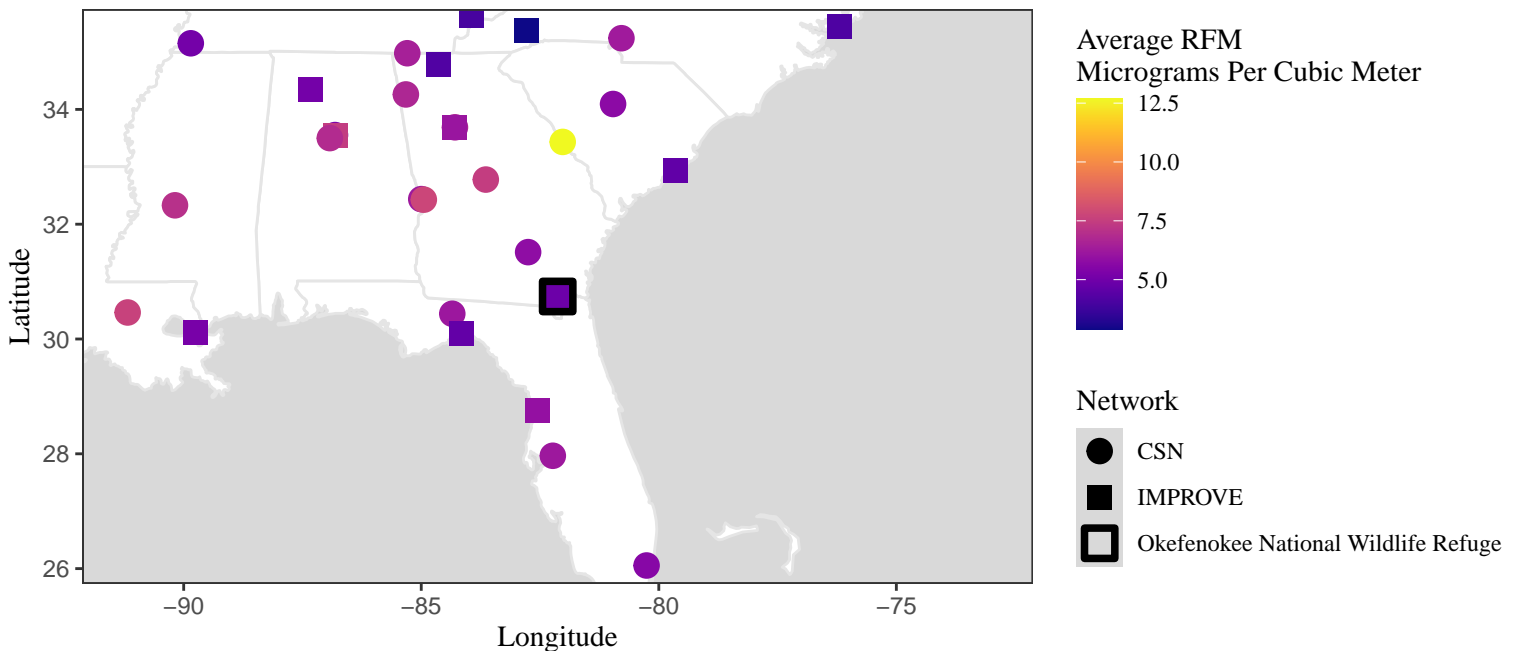 34
32
30
28
26
Latitude
−90
−85
−80
−75
Longitude
Average RFM
Micrograms Per Cubic Meter
12.5
10.0
7.5
5.0
Network
CSN
IMPROVE
Okefenokee National Wildlife Refuge